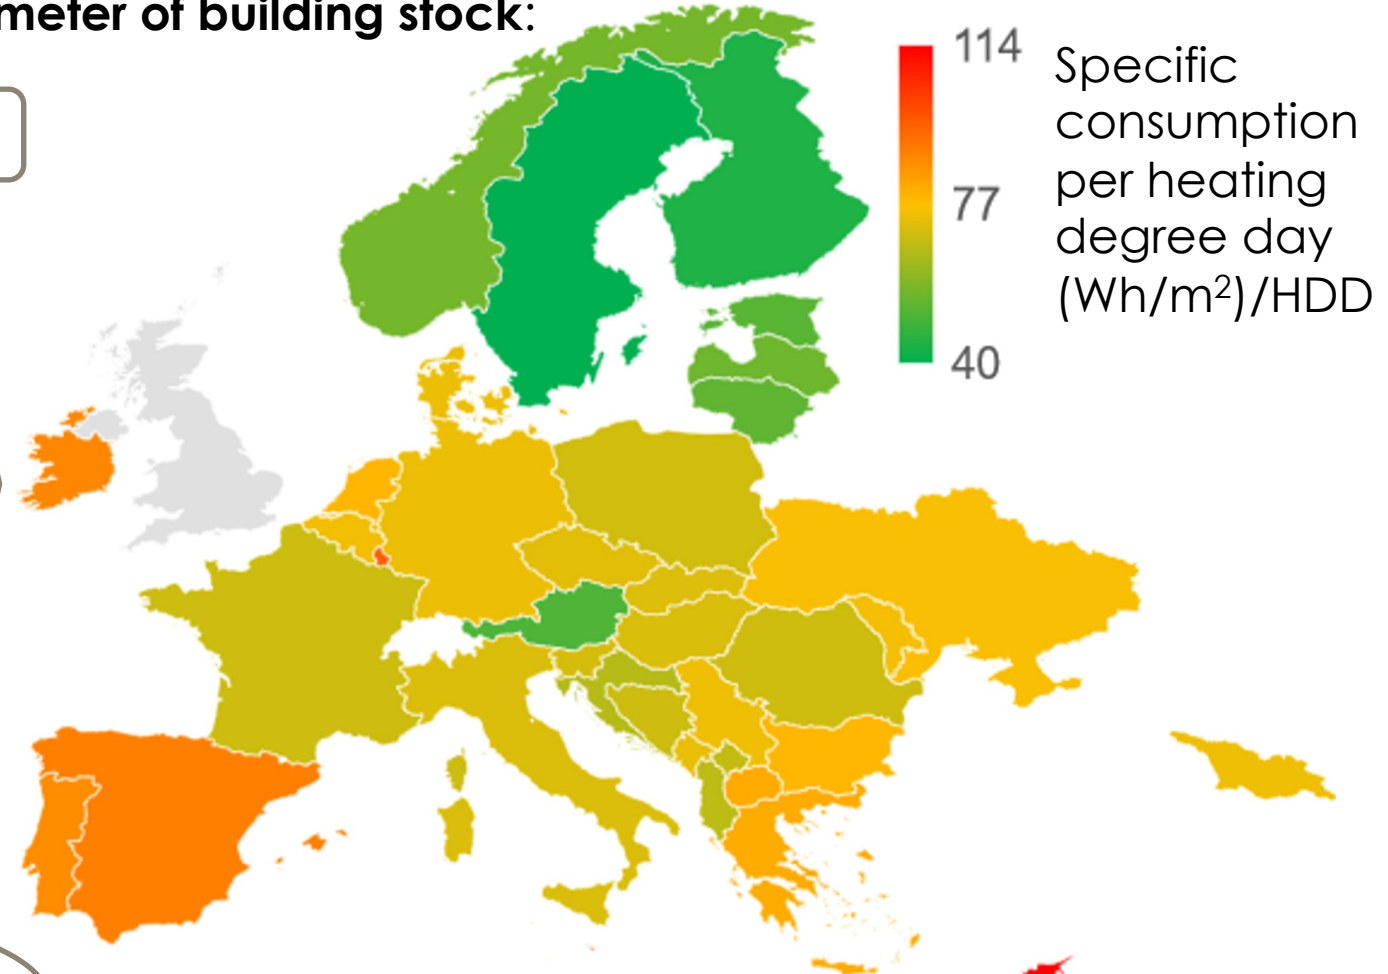 meter of building stock:
114
77
40
Specific
consumption
per heating
degree day
(Wh/m²)/HDD